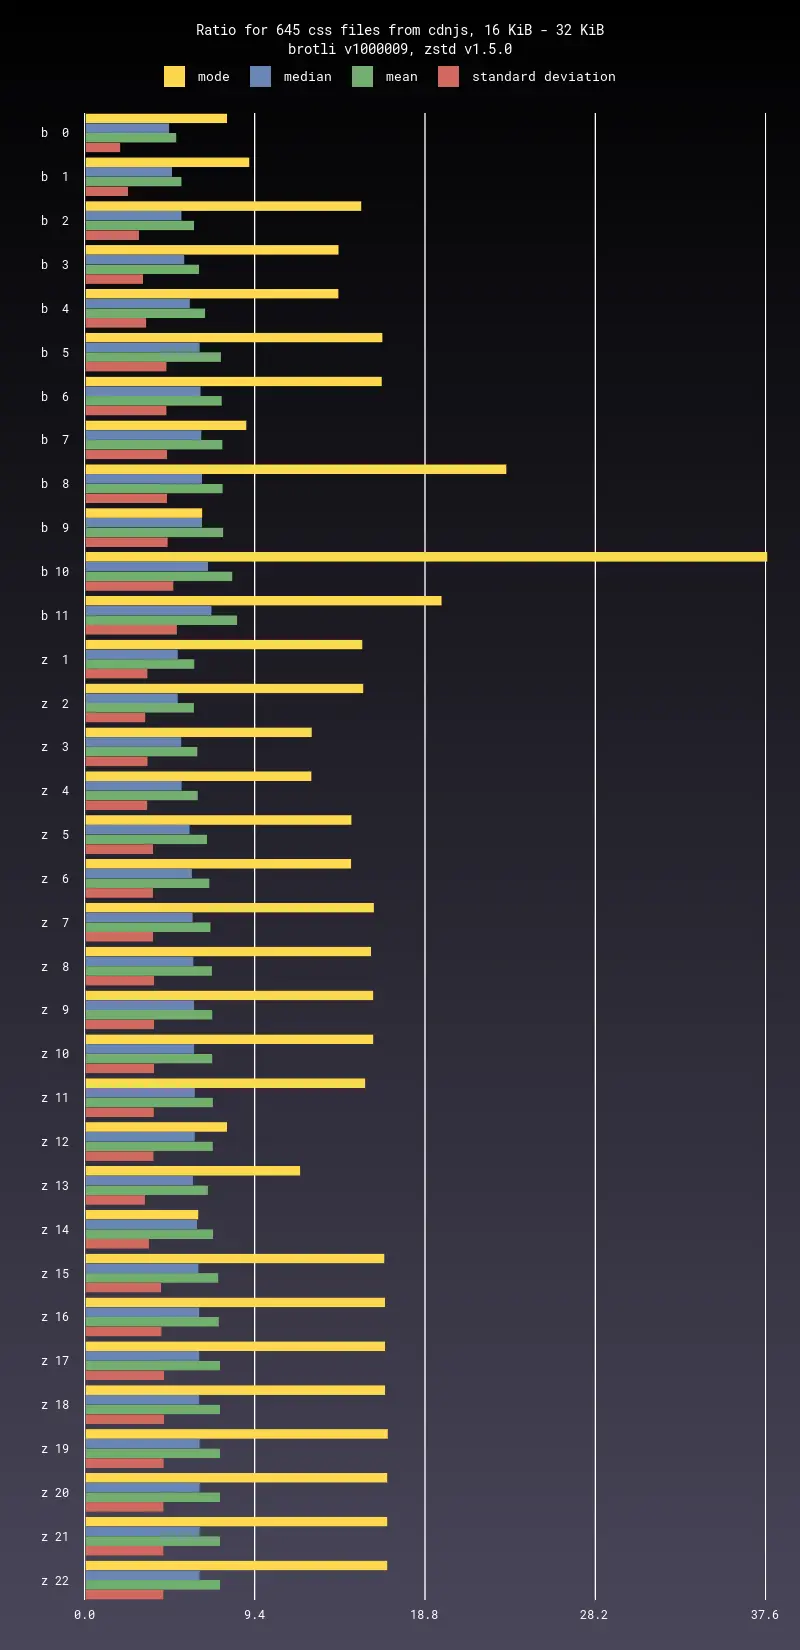 Ratio for 645 css files from cdnjs, 16 KiB - 32 KiB
brotli v1000009, zstd v1.5.0
mode median mean standard deviation
b 0
b 1
b 2
b 3
b 4
b 5
b 6
b 7
b 8
b 9
b 10
b 11
z 1
z 2
z 3
z 4
z 5
z 6
z 7
z 8
z 9
z 10
z 11
z 12
z 13
z 14
z 15
z 16
z 17
z 18
z 19
z 20
z 21
z 22
0.0 9.4 18.8 28.2 37.6